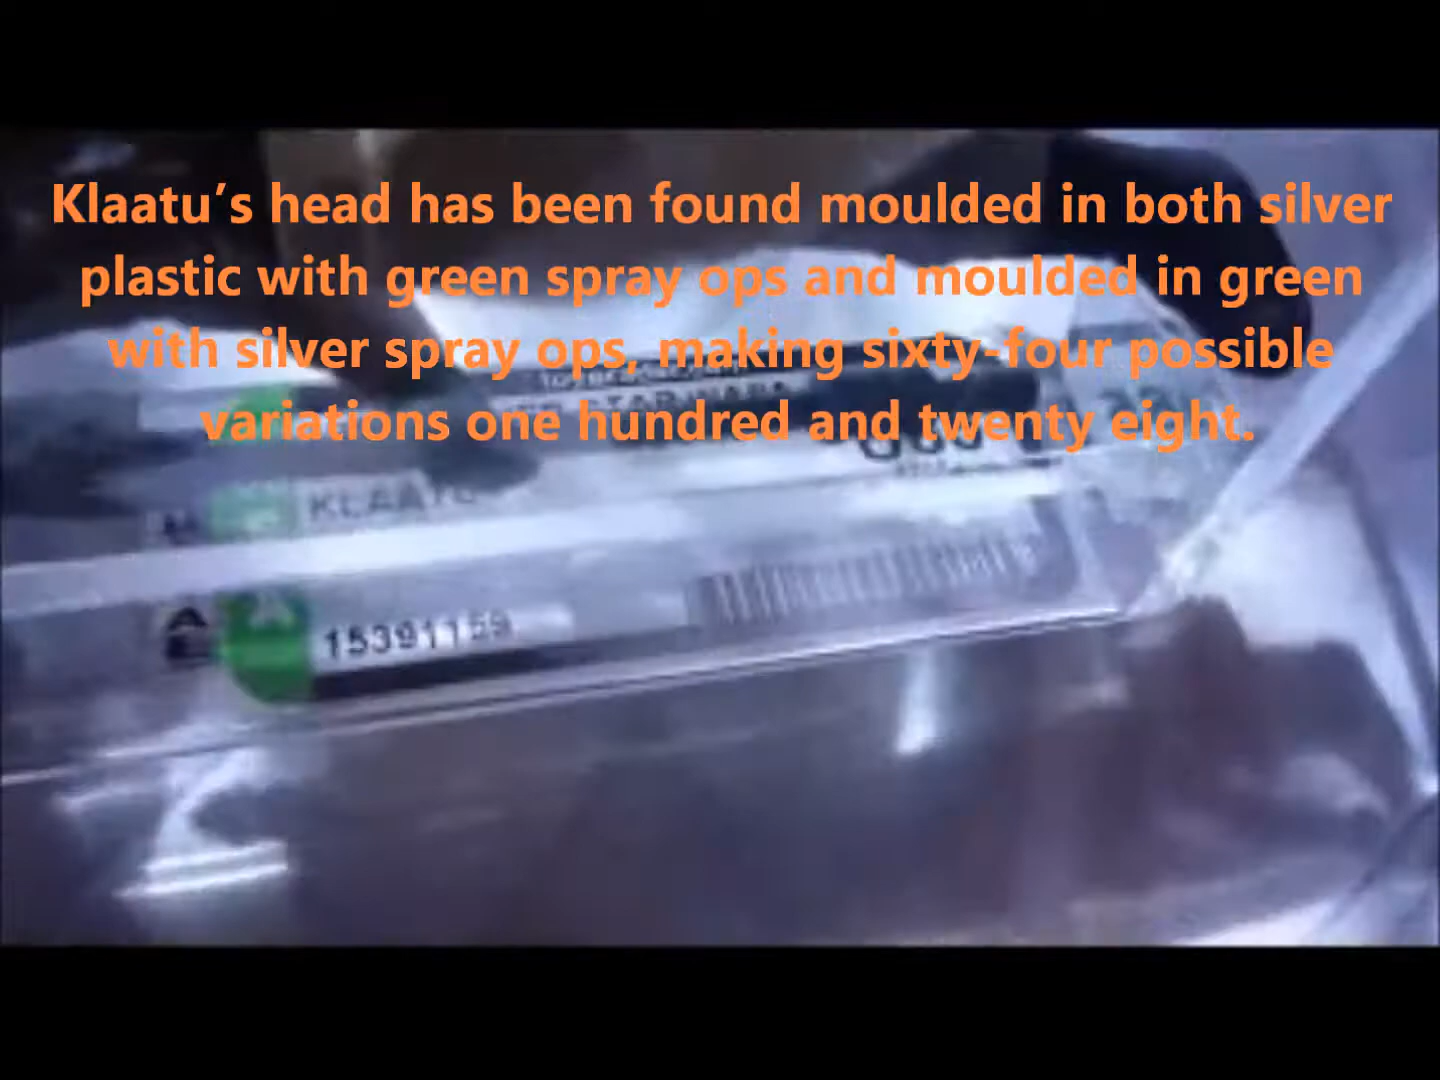 Klaatu’s head has been found moulded in both silver
plastic with green spray ops and moulded in green
with silver spray ops, making sixty-four possible
variations one hundred and twenty eight.
KLAATU
15391159